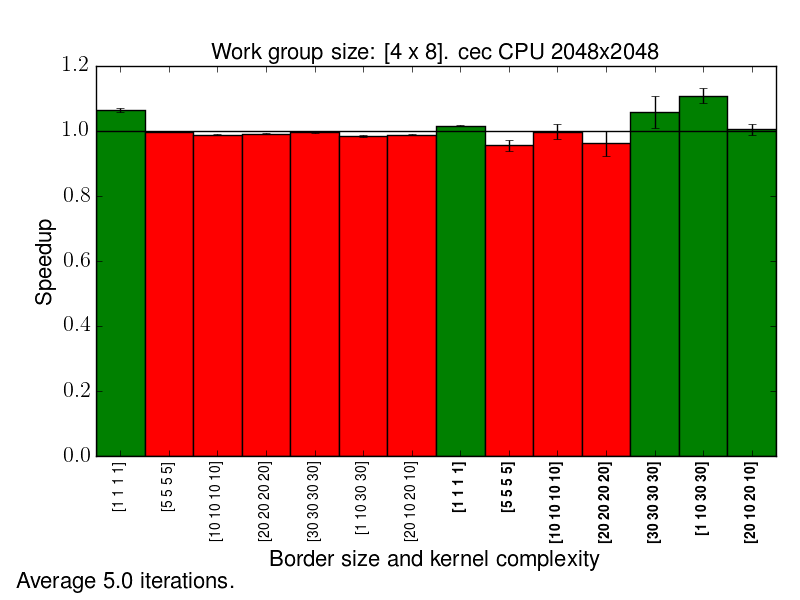 Work group size: [4 x 8]. cec CPU 2048x2048
1.2
1.0
0.8
0.6
0.4
0.2
0.0
Speedup
[1 1 1 1]
[5 5 5 5]
[10 10 10 10]
[20 20 20 20]
[30 30 30 30]
[1 10 30 30]
[20 10 20 10]
[1 1 1 1]
[5 5 5 5]
[10 10 10 10]
[20 20 20 20]
[30 30 30 30]
[1 10 30 30]
[20 10 20 10]
Border size and kernel complexity
Average 5.0 iterations.